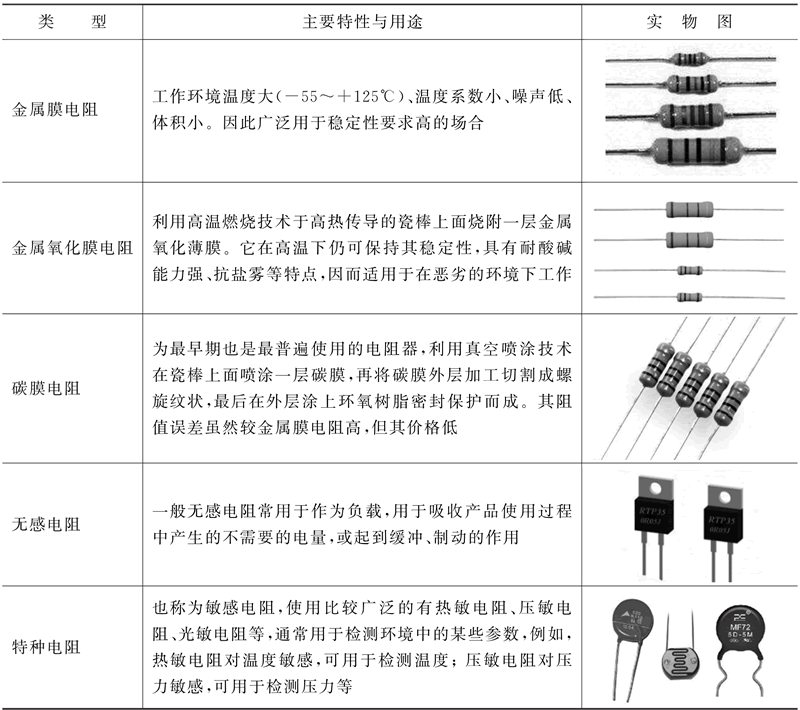 类 型 主要特性与用途 实 物 图
金属膜电阻
工作环境温度大(－55～＋125℃)、温度系数小、噪声低、
体积小。因此广泛用于稳定性要求高的场合
金属氧化膜电阻
利用高温燃烧技术于高热传导的瓷棒上面烧附一层金属
氧化薄膜。它在高温下仍可保持其稳定性,具有耐酸碱
能力强、抗盐雾等特点,因而适用于在恶劣的环境下工作
碳膜电阻
为最早期也是最普遍使用的电阻器,利用真空喷涂技术
在瓷棒上面喷涂一层碳膜,再将碳膜外层加工切割成螺
旋纹状,最后在外层涂上环氧树脂密封保护而成。其阻
值误差虽然较金属膜电阻高,但其价格低
无感电阻
一般无感电阻常用于作为负载,用于吸收产品使用过程
中产生的不需要的电量,或起到缓冲、制动的作用
RTP35
0R05J
RTP35
0R05J
特种电阻
也称为敏感电阻,使用比较广泛的有热敏电阻、压敏电
阻、光敏电阻等,通常用于检测环境中的某些参数,例如,
热敏电阻对温度敏感,可用于检测温度；压敏电阻对压
力敏感,可用于检测压力等
MF72
5D-5M